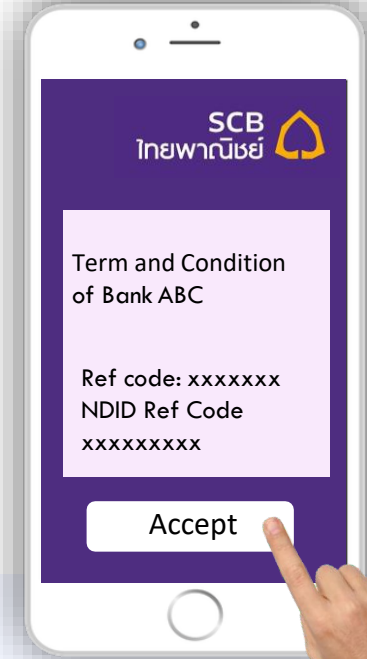 SCB
ไทยพาณิชย์
Term and Condition
of Bank ABC
Ref code: xxxxxxx
NDID Ref Code
xxxxxxxxx
Accept